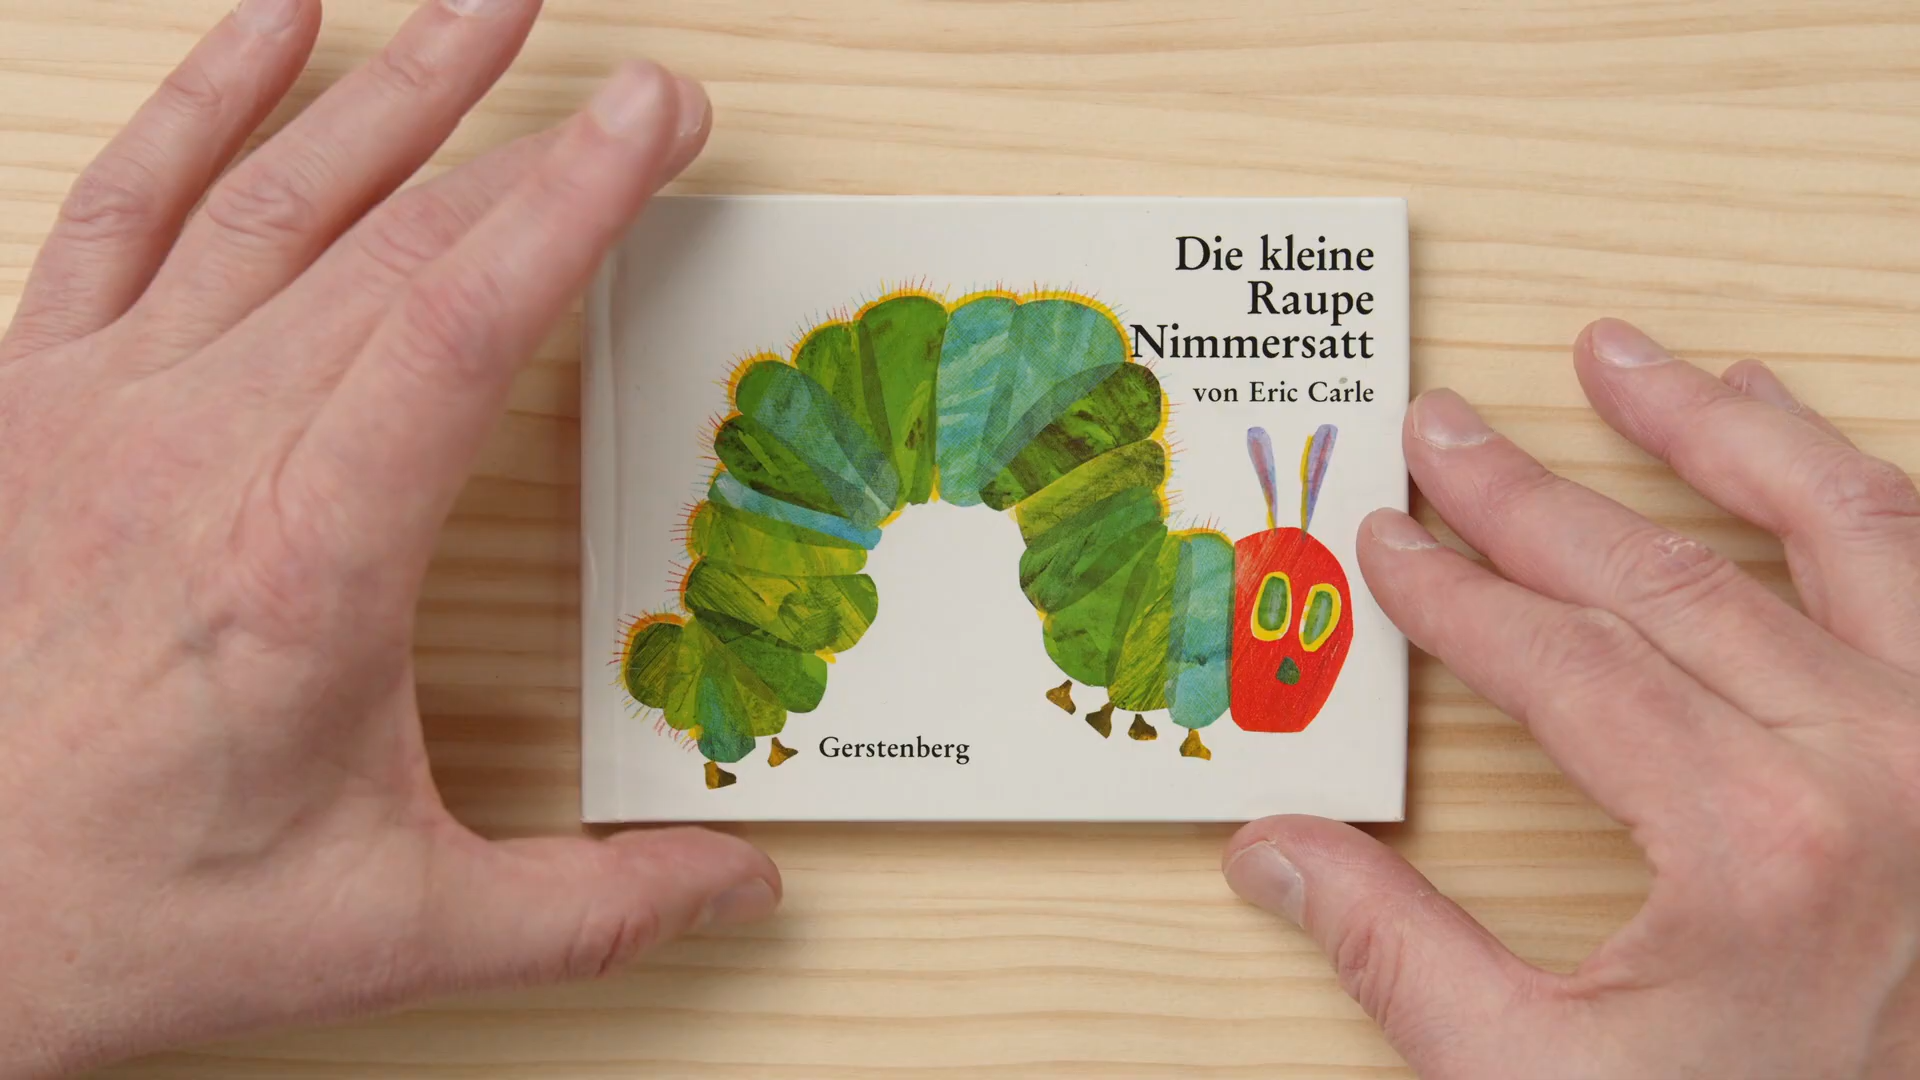 Die kleine
Raupe
Nimmersatt
von Eric Carle
Gerstenberg